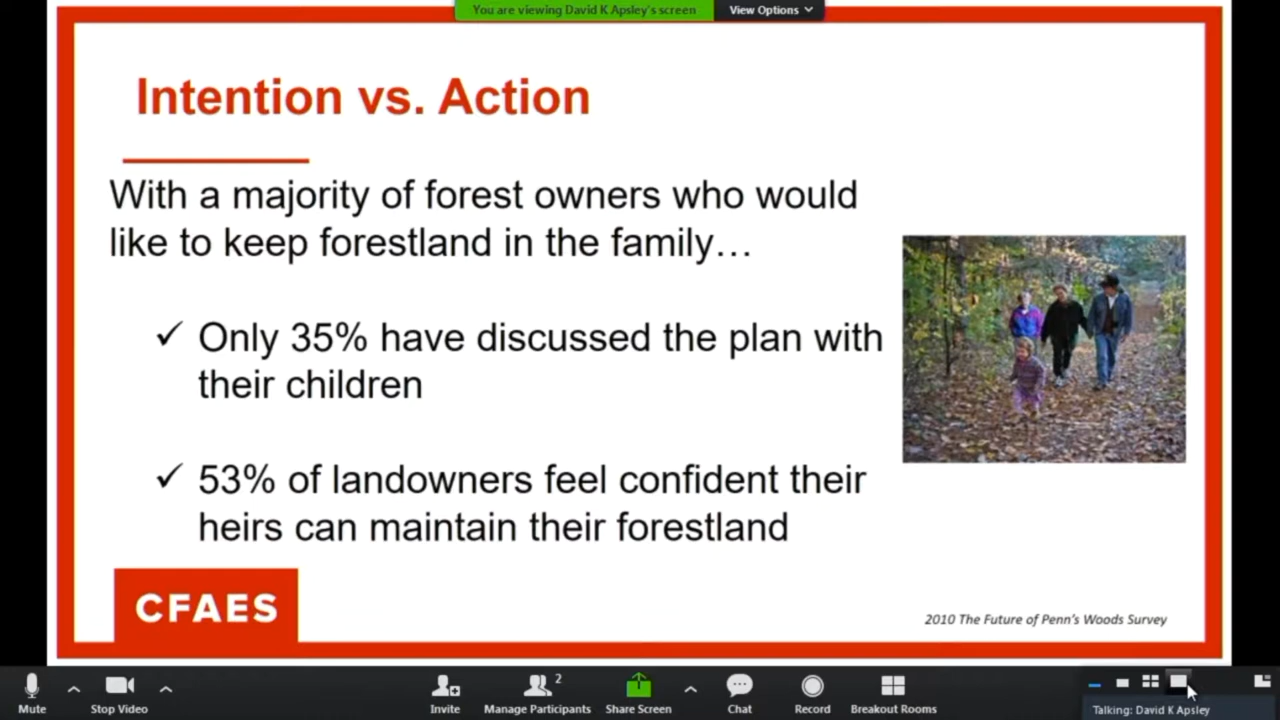 You are viewing David K Apsley's screen
View Options
Intention vs. Action
With a majority of forest owners who would
like to keep forestland in the family…
✓ Only 35% have discussed the plan with
their children
✓ 53% of landowners feel confident their
heirs can maintain their forestland
CFAES
2010 The Future of Penn's Woods Survey
Mute
Stop Video
Invite
2
Manage Participants
Share Screen
Chat
Record
Breakout Rooms
Talking: David K Apsley